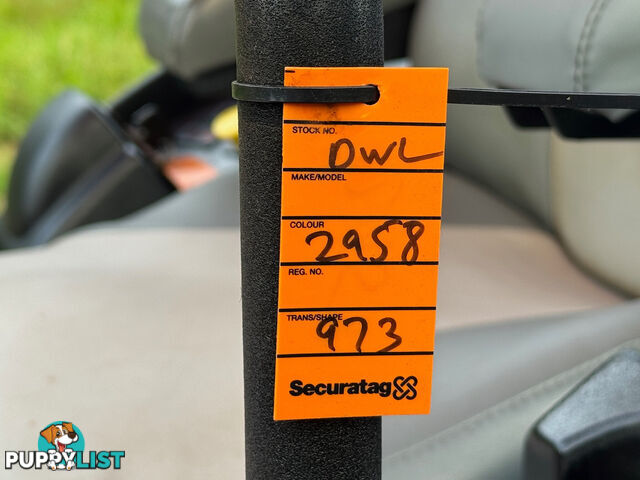 STOCK NO.
DWL
MAKE/MODEL
COLOUR
2958
REG. NO.
TRANS/SHAPE
973
Securatag
PUPPYLIST